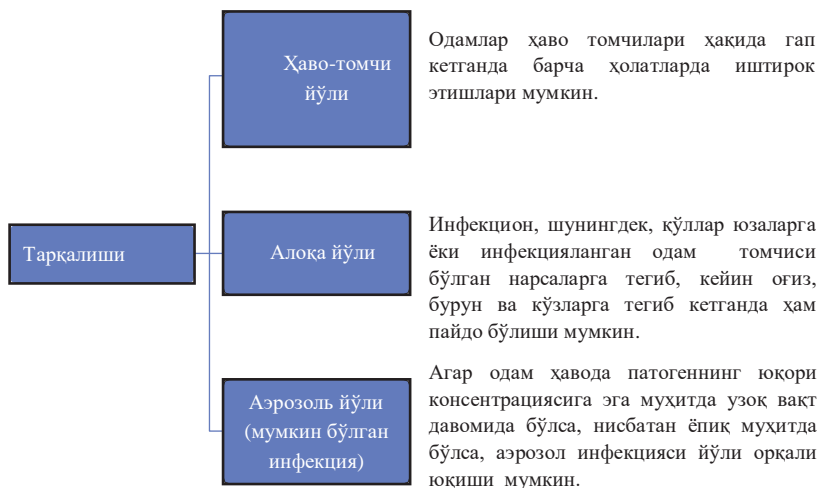 Тарқалиши
Ҳаво-томчи
йўли
Одамлар ҳаво томчилари ҳақида гап
кетганда барча ҳолатларда иштирок
этишлари мумкин.
Алоқа йўли
Инфекцион, шунингдек, қўллар юзаларга
ёки инфекцияланган одам томчиси
бўлган нарсаларга тегиб, кейин оғиз,
бурун ва кўзларга тегиб кетганда ҳам
пайдо бўлиши мумкин.
Аэрозоль йўли
(мумкин бўлган
инфекция)
Агар одам ҳавода патогеннинг юқори
концентрациясига эга муҳитда узоқ вақт
давомида бўлса, нисбатан ёпиқ муҳитда
бўлса, аэрозол инфекцияси йўли орқали
юқиши мумкин.